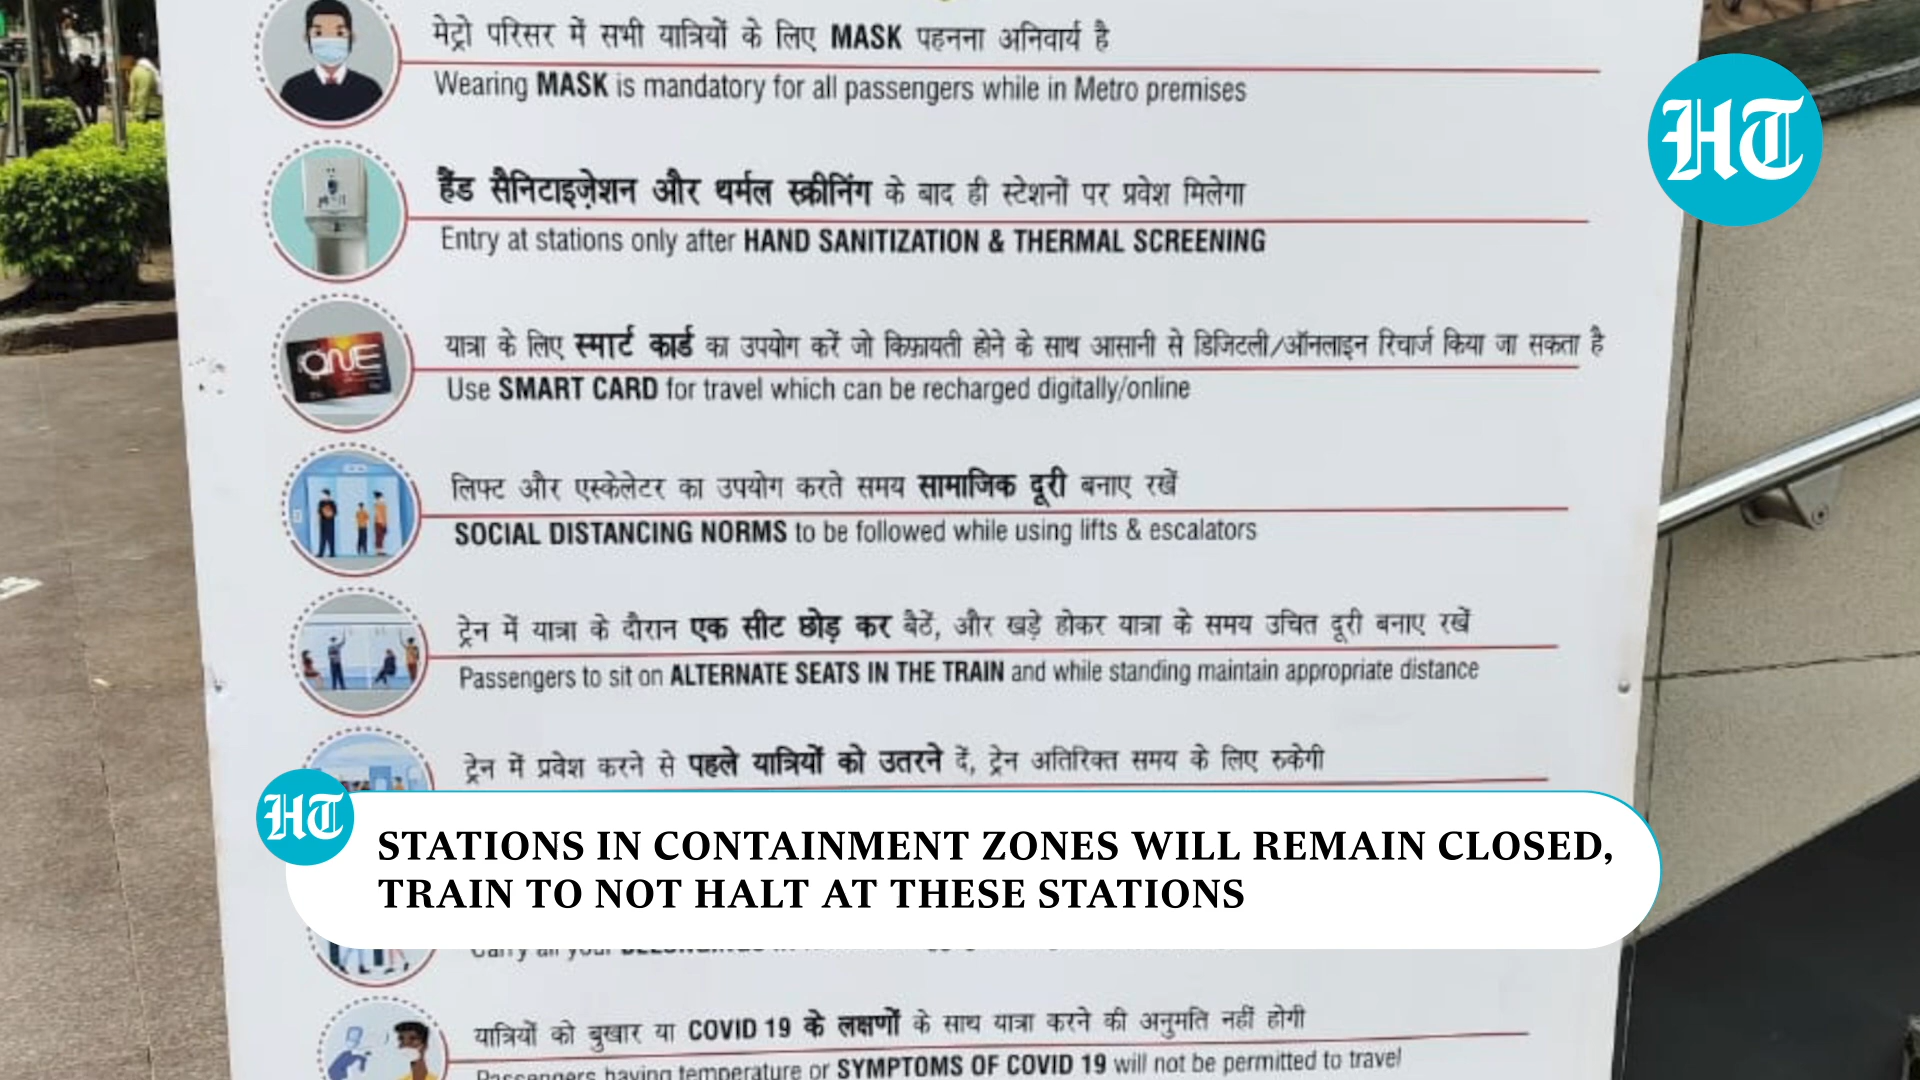 मेट्रो परिसर में सभी यात्रियों के लिए MASK पहनना अनिवार्य है
Wearing MASK is mandatory for all passengers while in Metro premises
HT
हैंड सैनिटाइज़ेशन और थर्मल स्क्रीनिंग के बाद ही स्टेशनों पर प्रवेश मिलेगा
Entry at stations only after HAND SANITIZATION & THERMAL SCREENING
यात्रा के लिए स्मार्ट कार्ड का उपयोग करें जो किफ़ायती होने के साथ आसानी से डिजिटली/ऑनलाइन रिचार्ज किया जा सकता है
ONE
Use SMART CARD for travel which can be recharged digitally/online
लिफ्ट और एस्केलेटर का उपयोग करते समय सामाजिक दूरी बनाए रखें
SOCIAL DISTANCING NORMS to be followed while using lifts & escalators
ट्रेन में यात्रा के दौरान एक सीट छोड़ कर बैठें, और खड़े होकर यात्रा के समय उचित दूरी बनाए रखें
Passengers to sit on ALTERNATE SEATS IN THE TRAIN and while standing maintain appropriate distance
ट्रेन में प्रवेश करने से पहले यात्रियों को उतरने दें, ट्रेन अतिरिक्त समय के लिए रुकेगी
HT
STATIONS IN CONTAINMENT ZONES WILL REMAIN CLOSED,
TRAIN TO NOT HALT AT THESE STATIONS
Carry all your
यात्रियों को बुखार या COVID 19 के लक्षणों के साथ यात्रा करने की अनुमति नहीं होगी
Passengers having temperature or SYMPTOMS OF COVID 19 will not be permitted to travel